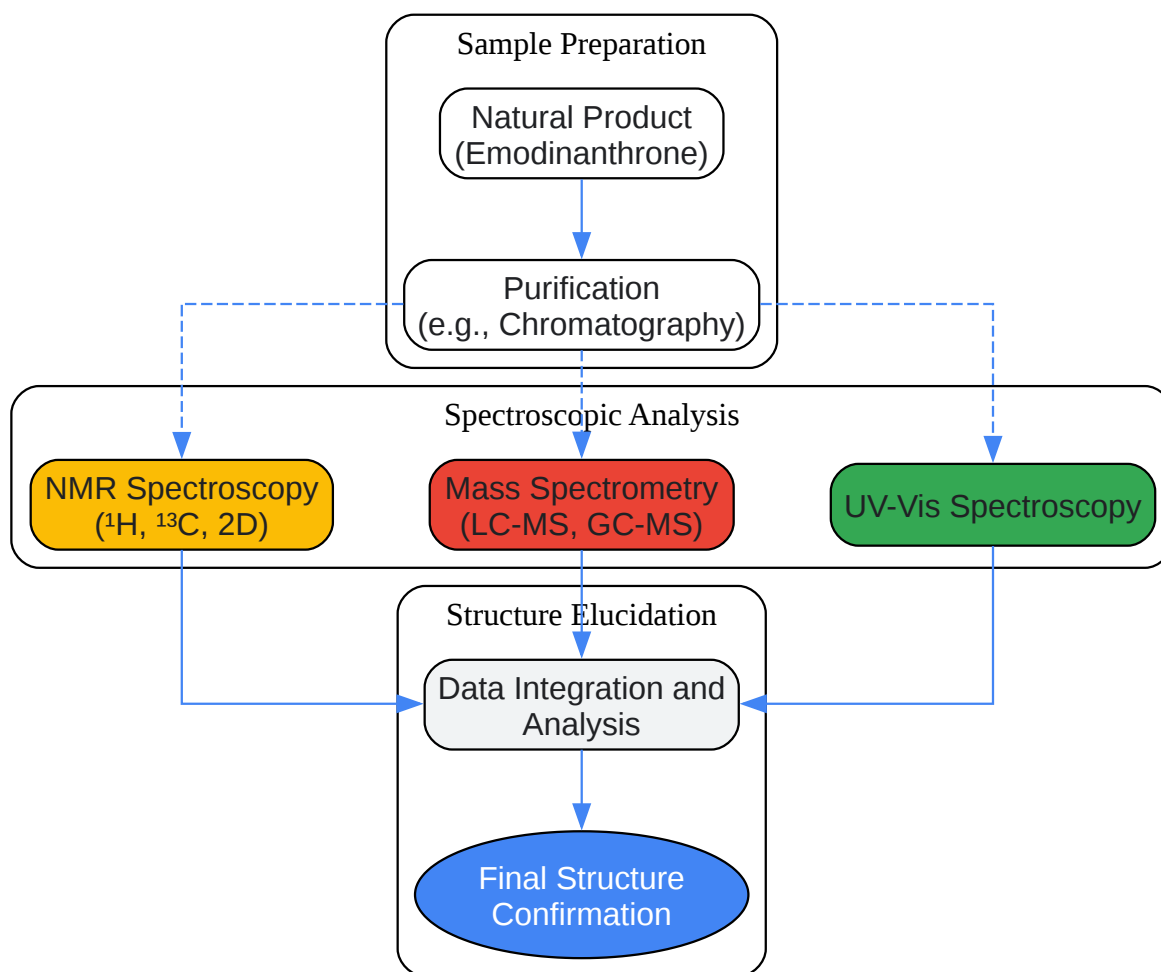 Sample Preparation
Natural Product
(Emodinanthrone)
Purification
(e.g., Chromatography)
Spectroscopic Analysis
NMR Spectroscopy
(¹H, ¹³C, 2D)
Mass Spectrometry
(LC-MS, GC-MS)
UV-Vis Spectroscopy
Structure Elucidation
Data Integration and
Analysis
Final Structure
Confirmation